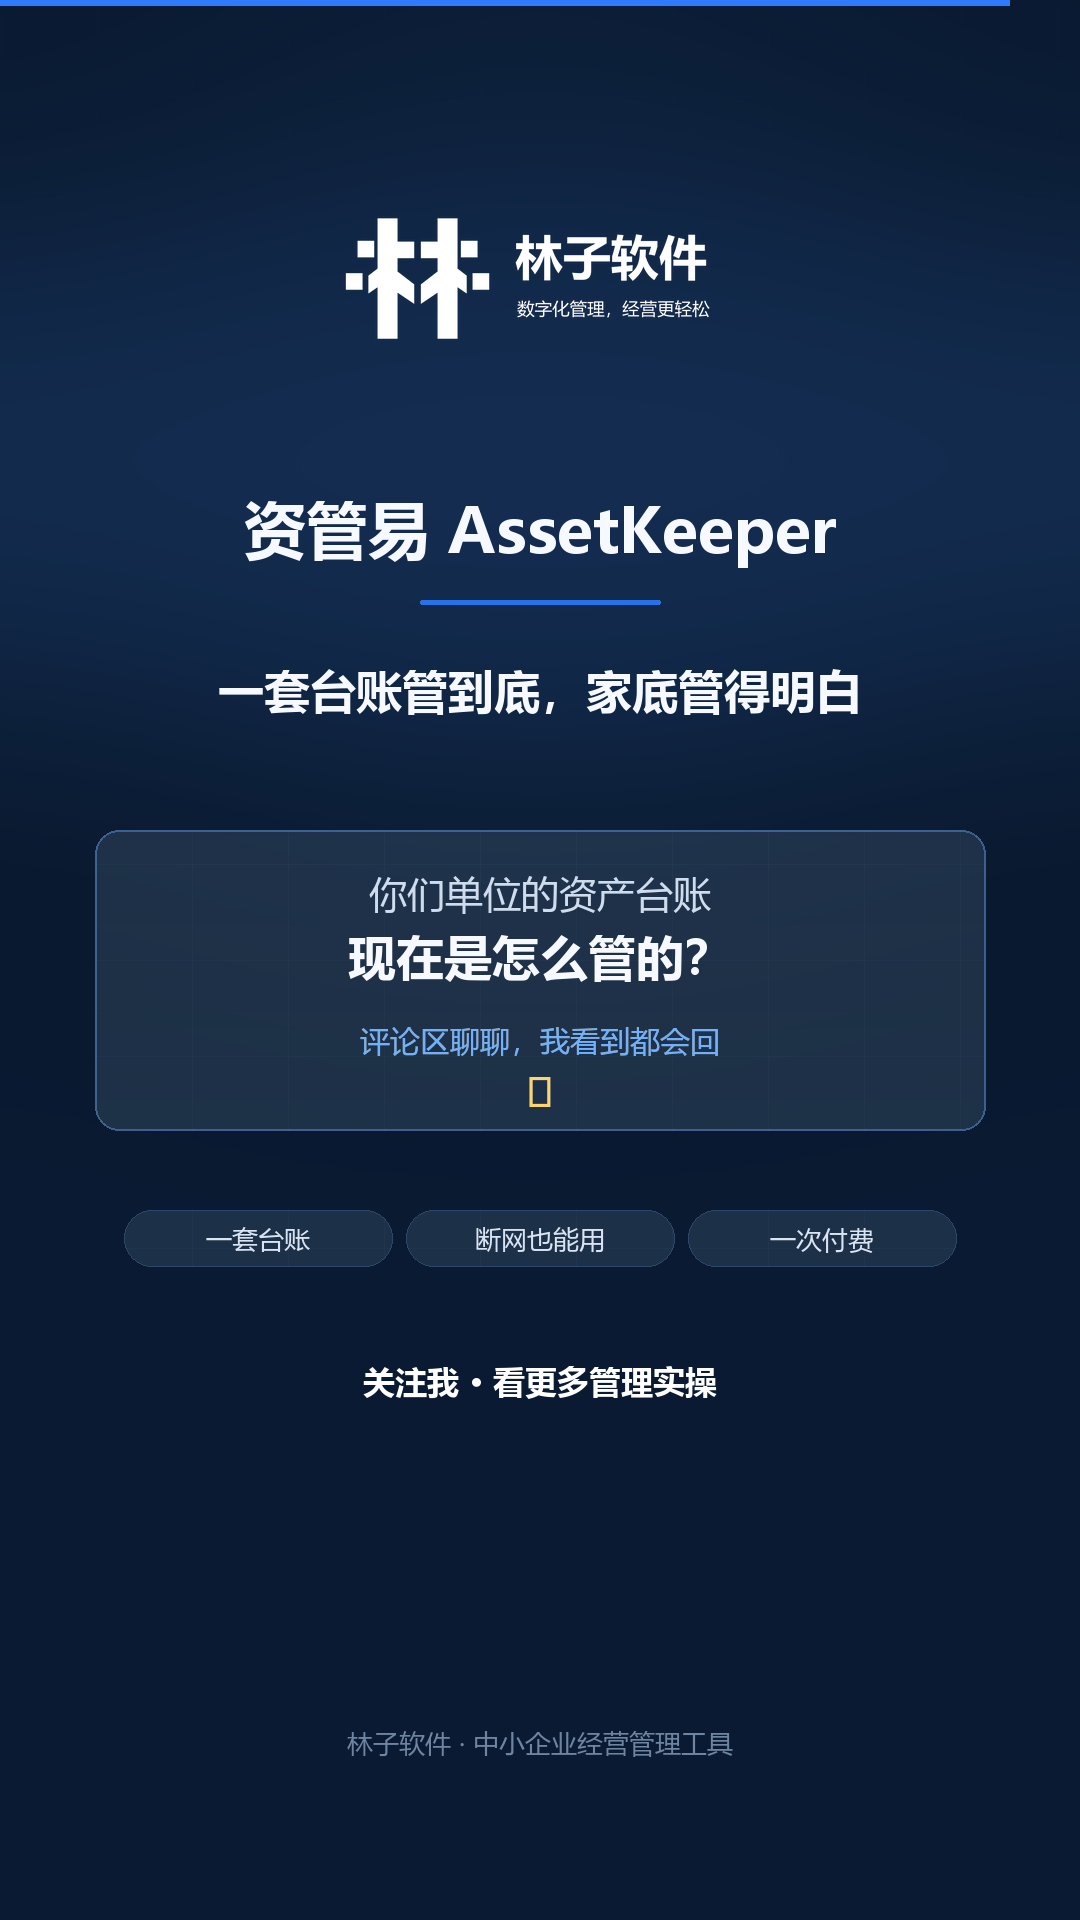 林子软件
数字化管理，经营更轻松
资管易 AssetKeeper
一套台账管到底，家底管得明白
你们单位的资产台账
现在是怎么管的？
评论区聊聊，我看到都会回
一套台账
断网也能用
一次付费
关注我·看更多管理实操
林子软件 · 中小企业经营管理工具